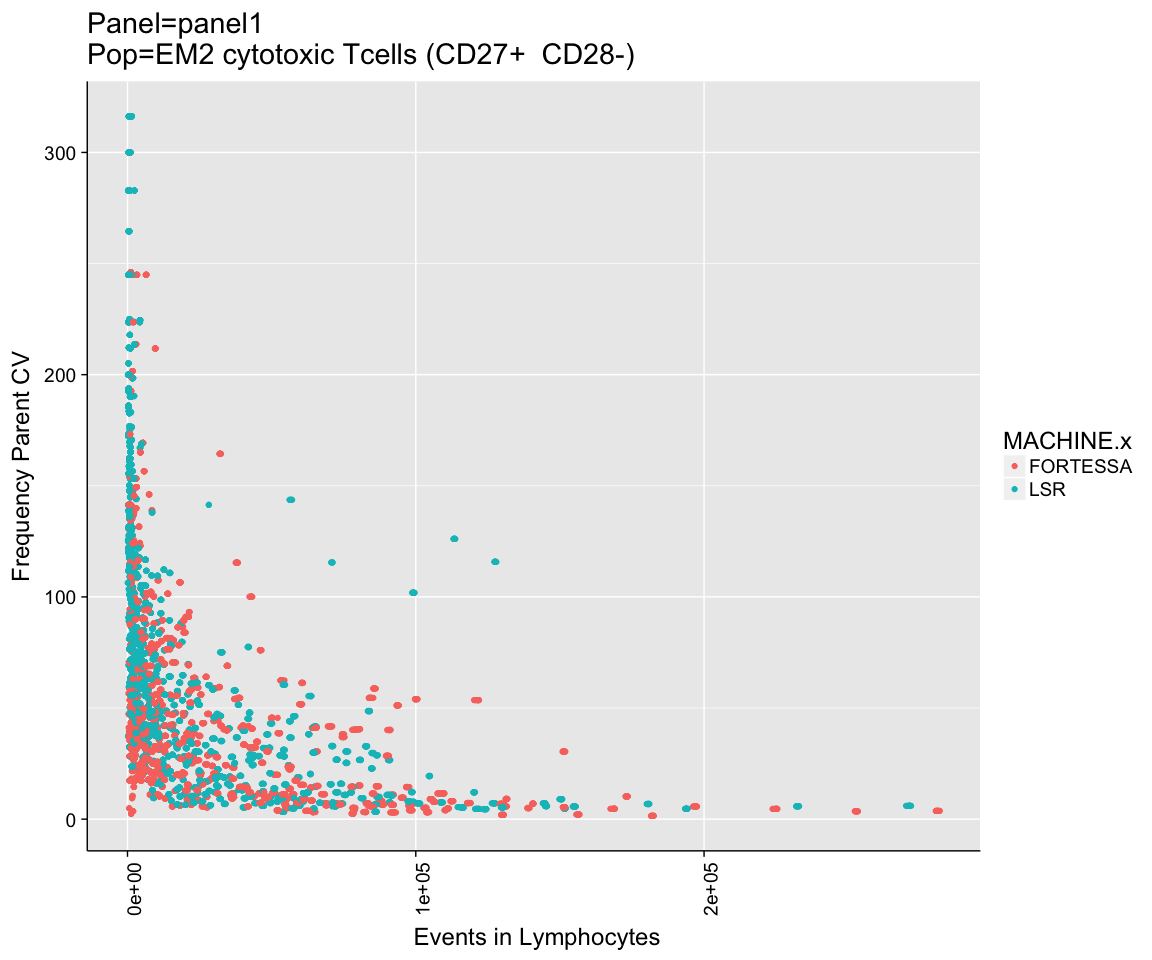 Panel=panel1
Pop=EM2 cytotoxic Tcells (CD27+  CD28-)
Frequency Parent CV
300
200
100
0
0e+00
1e+05
2e+05
Events in Lymphocytes
MACHINE.x
FORTESSA
LSR